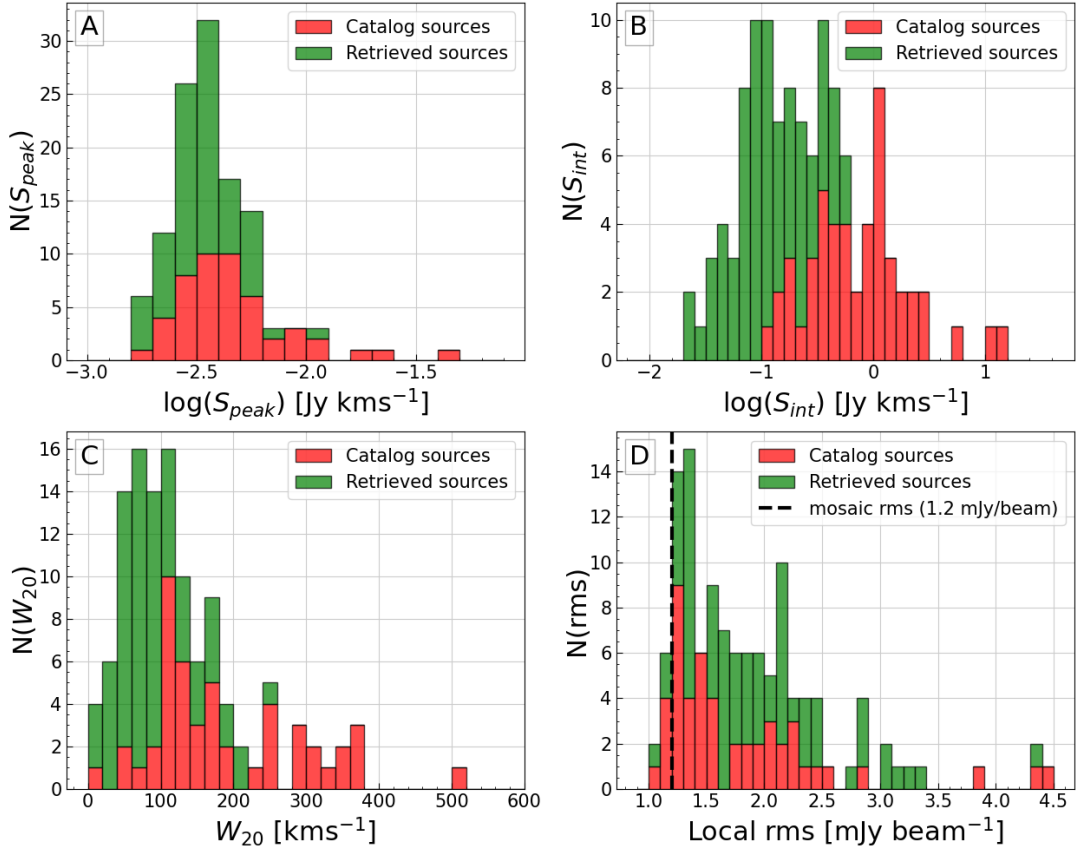 A
Catalog sources
Retrieved sources
30
25
20
15
10
5
0
N(S_peak)
−3.0 −2.5 −2.0 −1.5
log(S_peak) [Jy kms⁻¹]
B
Catalog sources
Retrieved sources
10
8
6
4
2
0
N(S_int)
−2 −1 0 1
log(S_int) [Jy kms⁻¹]
C
Catalog sources
Retrieved sources
16
14
12
10
8
6
4
2
0
N(W_20)
0 100 200 300 400 500 600
W_20 [kms⁻¹]
D
Catalog sources
Retrieved sources
mosaic rms (1.2 mJy/beam)
14
12
10
8
6
4
2
0
N(rms)
1.0 1.5 2.0 2.5 3.0 3.5 4.0 4.5
Local rms [mJy beam⁻¹]